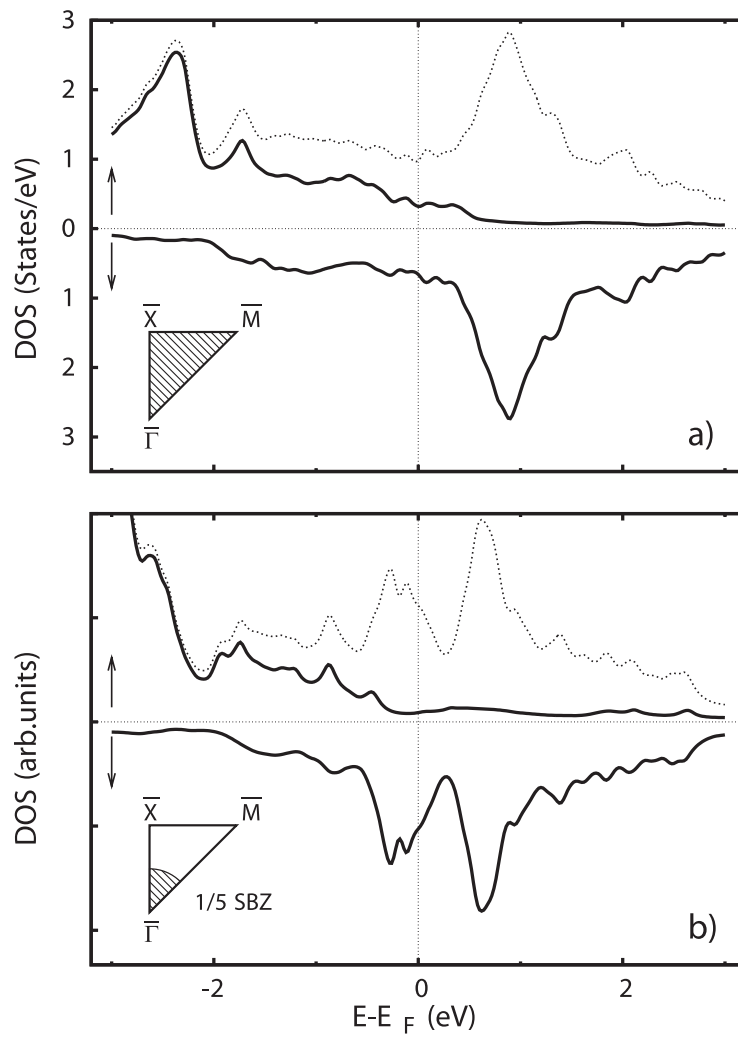 3
2
1
0
1
2
3
DOS (States/eV)
X̅ M̅
Γ̅
a)
DOS (arb.units)
X̅ M̅
1/5 SBZ
Γ̅
b)
-2 0 2
E-E F (eV)